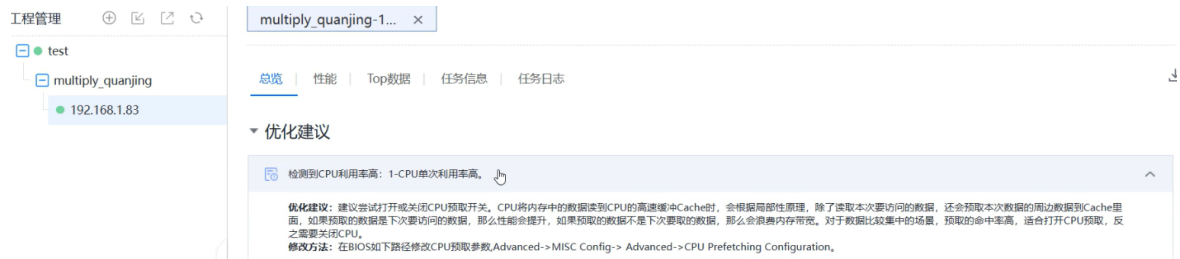 工程管理
multiply_quanjing-1...
test
multiply_quanjing
192.168.1.83
总览 性能 Top数据 任务信息 任务日志
优化建议
检测到CPU利用率高：1-CPU单次利用率高。
优化建议：建议尝试打开或关闭CPU预取开关。CPU将内存中的数据读到CPU的高速缓冲Cache时，会根据局部性原理，除了读取本次要访问的数据，还会预取本次数据的周边数据到Cache里
面，如果预取的数据是下次要访问的数据，那么性能会提升，如果预取的数据不是下次要取的数据，那么会浪费内存带宽。对于数据比较集中的场景，预取的命中率高，适合打开CPU预取，反
之需要关闭CPU。
修改方法：在BIOS如下路径修改CPU预取参数,Advanced->MISC Config-> Advanced->CPU Prefetching Configuration。